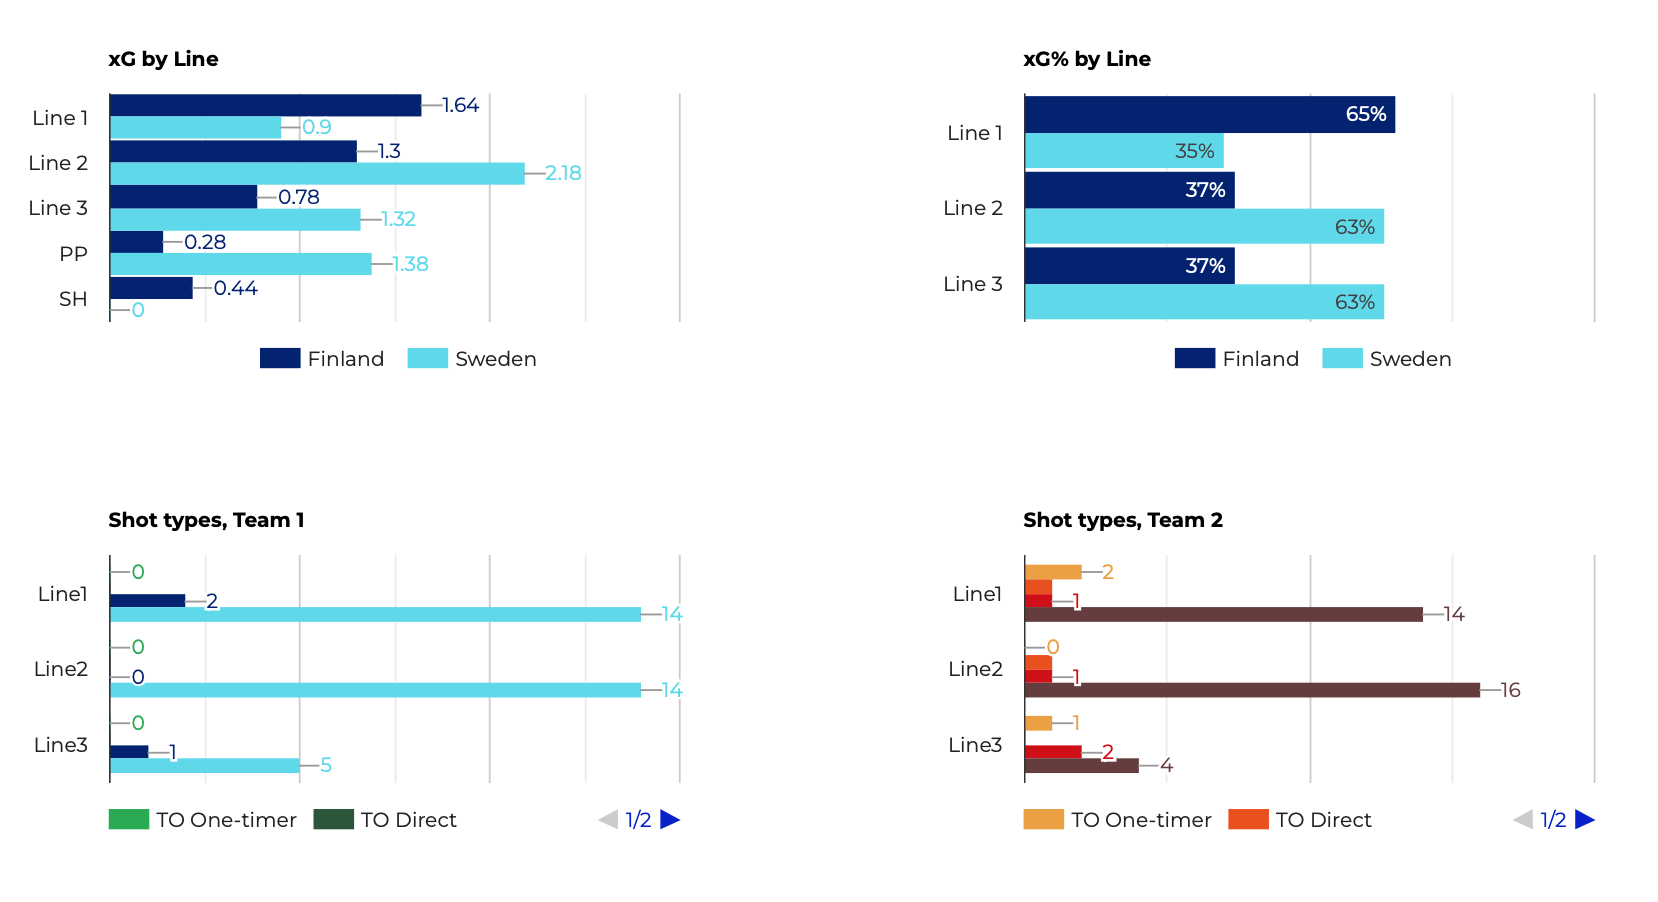 xG by Line
Line 1
1.64
0.9
Line 2
1.3
2.18
Line 3
0.78
1.32
PP
0.28
1.38
SH
0.44
0
Finland Sweden
xG% by Line
Line 1
65%
35%
Line 2
37%
63%
Line 3
37%
63%
Finland Sweden
Shot types, Team 1
Line1
0
2
14
Line2
0
0
14
Line3
0
1
5
TO One-timer TO Direct 1/2
Shot types, Team 2
Line1
2
1
14
Line2
0
1
16
Line3
1
2
4
TO One-timer TO Direct 1/2